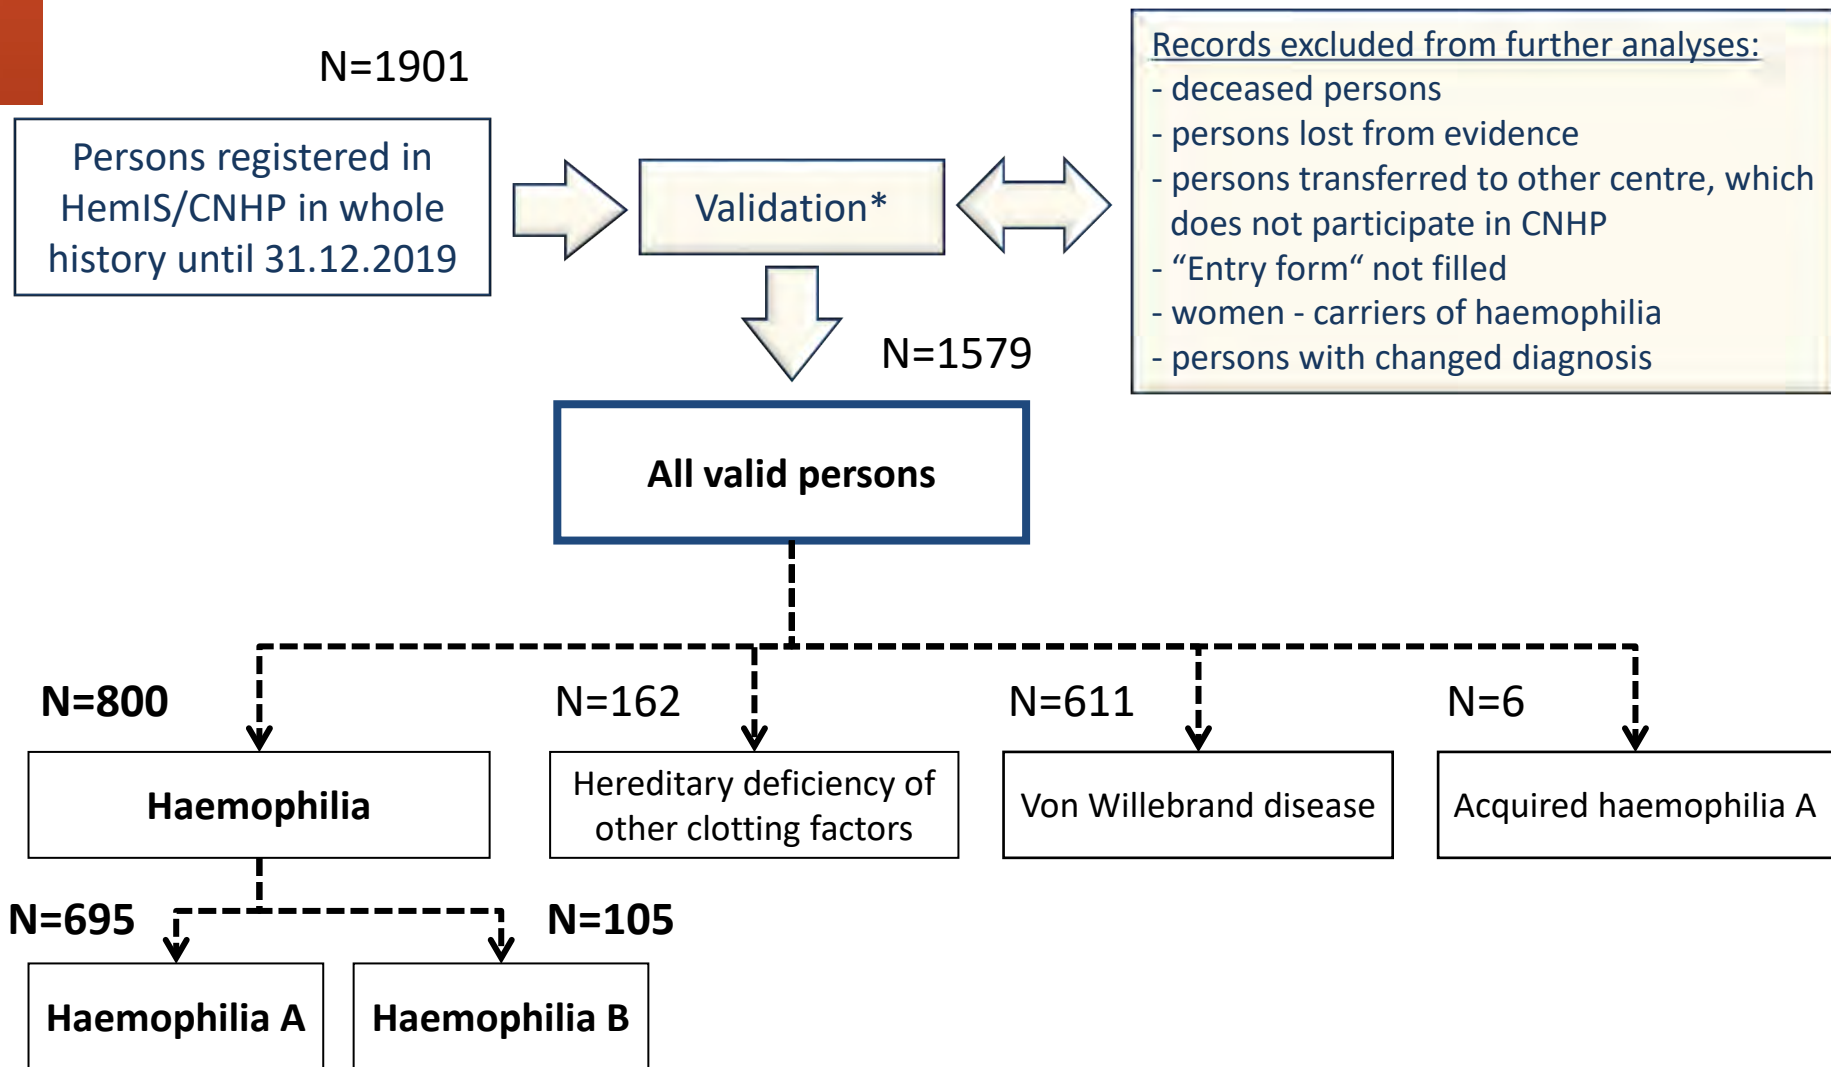 N=1901
Persons registered in
HemIS/CNHP in whole
history until 31.12.2019
Validation*
Records excluded from further analyses:
- deceased persons
- persons lost from evidence
- persons transferred to other centre, which
does not participate in CNHP
- “Entry form“ not filled
- women - carriers of haemophilia
- persons with changed diagnosis
N=1579
All valid persons
N=800
N=162
N=611
N=6
Haemophilia
Hereditary deficiency of
other clotting factors
Von Willebrand disease
Acquired haemophilia A
N=695
N=105
Haemophilia A
Haemophilia B